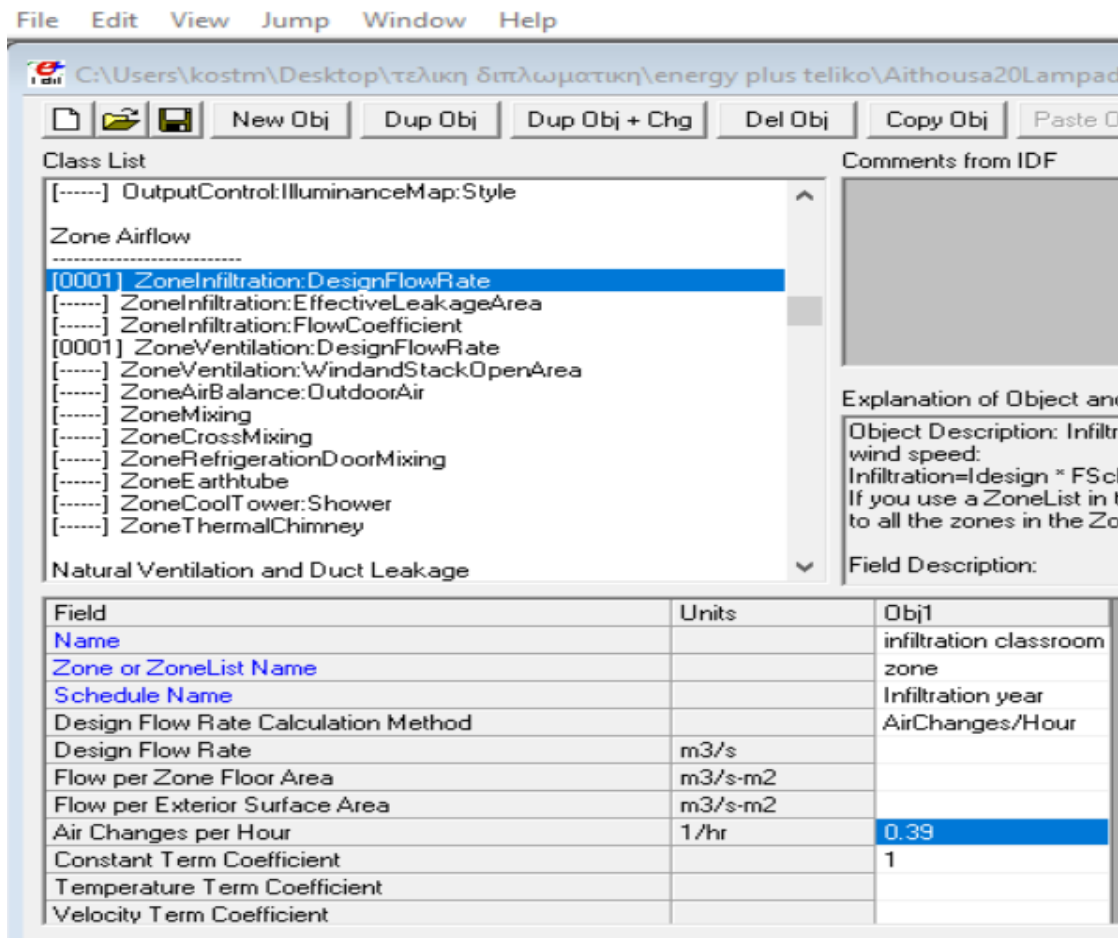 File Edit View Jump Window Help
C:\Users\kostm\Desktop\τελικη διπλωματικη\energy plus teliko\Aithousa20Lampad
New Obj Dup Obj Dup Obj + Chg Del Obj Copy Obj Paste O
Class List
Comments from IDF
[------] OutputControl:IlluminanceMap:Style
Zone Airflow
--------------------------
[0001] ZoneInfiltration:DesignFlowRate
[------] ZoneInfiltration:EffectiveLeakageArea
[------] ZoneInfiltration:FlowCoefficient
[0001] ZoneVentilation:DesignFlowRate
[------] ZoneVentilation:WindandStackOpenArea
[------] ZoneAirBalance:OutdoorAir
[------] ZoneMixing
[------] ZoneCrossMixing
[------] ZoneRefrigerationDoorMixing
[------] ZoneEarthtube
[------] ZoneCoolTower:Shower
[------] ZoneThermalChimney
Natural Ventilation and Duct Leakage
Explanation of Object an
Object Description: Infiltr
wind speed:
Infiltration=Idesign * FSc
If you use a ZoneList in t
to all the zones in the Zo
Field Description:
Field Units Obj1
Name infiltration classroom
Zone or ZoneList Name zone
Schedule Name Infiltration year
Design Flow Rate Calculation Method AirChanges/Hour
Design Flow Rate m3/s
Flow per Zone Floor Area m3/s-m2
Flow per Exterior Surface Area m3/s-m2
Air Changes per Hour 1/hr 0.39
Constant Term Coefficient 1
Temperature Term Coefficient
Velocity Term Coefficient